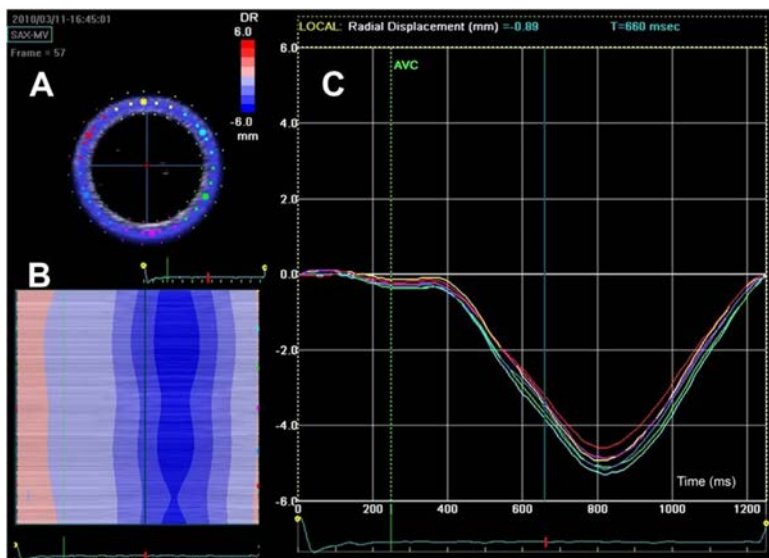 2010/03/11-16:45:01
SAX-MV
Frame = 57
DR
6.0
-6.0
mm
A
B
LOCAL: Radial Displacement (mm) =-0.89 T=660 msec
6.0
AVC
C
4.0
2.0
0.0
-2.0
-4.0
-6.0
Time (ms)
0 200 400 600 800 1000 1200